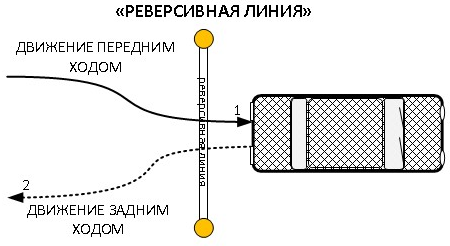 «РЕВЕРСИВНАЯ ЛИНИЯ»
ДВИЖЕНИЕ ПЕРЕДНИМ
ХОДОМ
1
реверсивная линия
2
ДВИЖЕНИЕ ЗАДНИМ
ХОДОМ